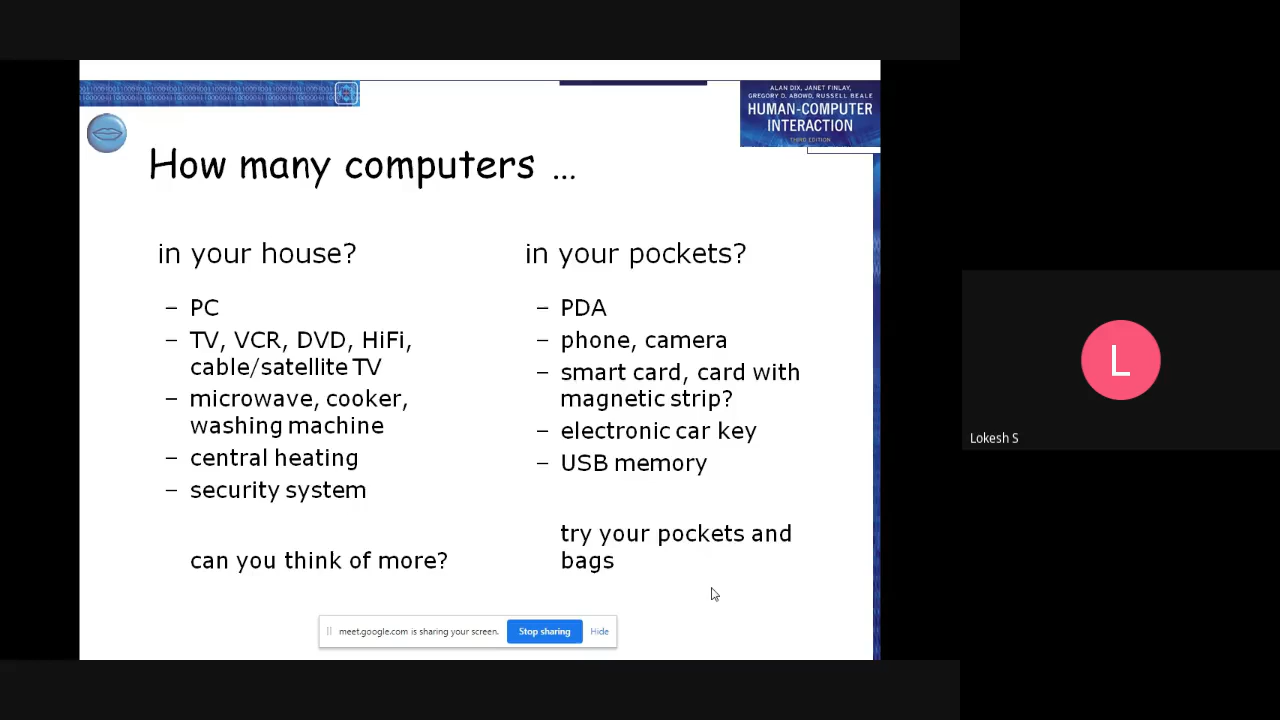 ALAN DIX, JANET FINLAY,
GREGORY D. ABOWD, RUSSELL BEALE
HUMAN-COMPUTER
INTERACTION
THIRD EDITION
How many computers ...
in your house?
– PC
– TV, VCR, DVD, HiFi,
cable/satellite TV
– microwave, cooker,
washing machine
– central heating
– security system
can you think of more?
in your pockets?
– PDA
– phone, camera
– smart card, card with
magnetic strip?
– electronic car key
– USB memory
try your pockets and
bags
meet.google.com is sharing your screen.
Stop sharing
Hide
L
Lokesh S